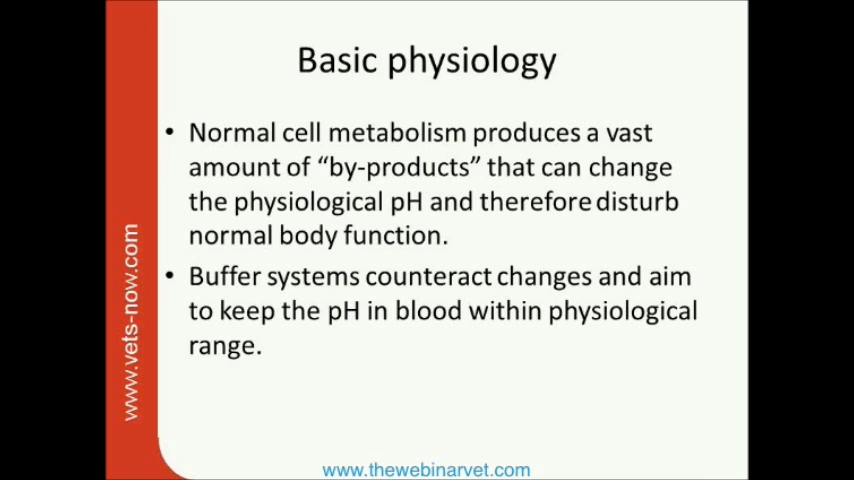 Basic physiology
• Normal cell metabolism produces a vast
amount of “by-products” that can change
the physiological pH and therefore disturb
normal body function.
• Buffer systems counteract changes and aim
to keep the pH in blood within physiological
range.
www.vets-now.com
www.thewebinarvet.com